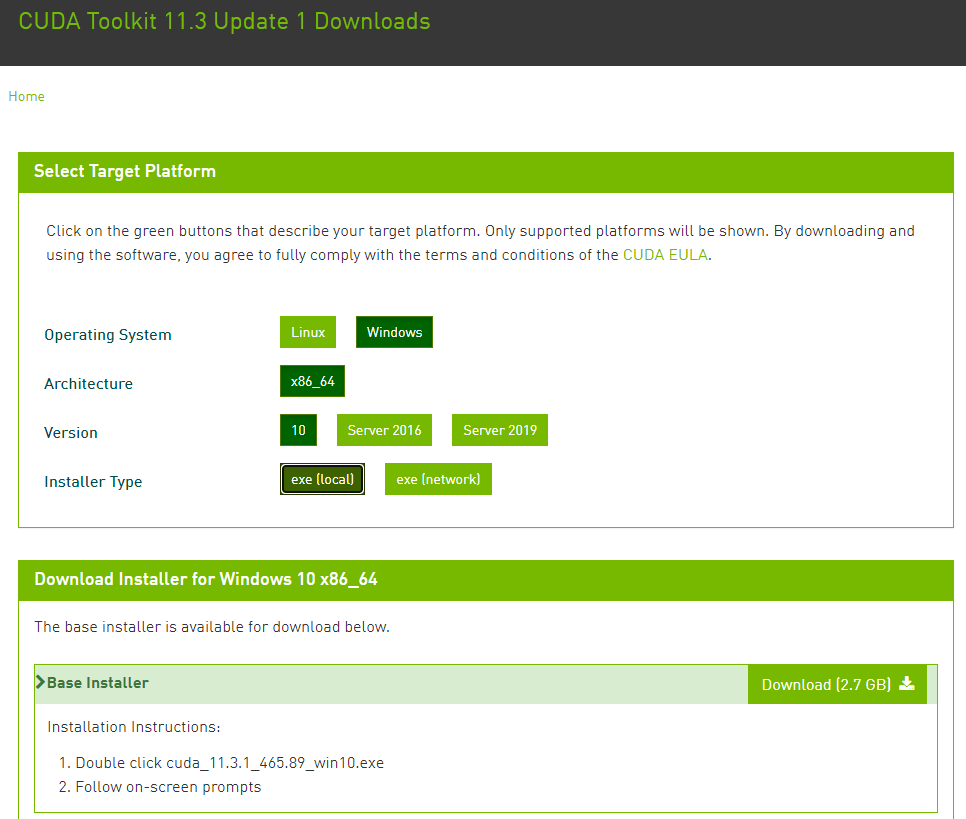 CUDA Toolkit 11.3 Update 1 Downloads
Home
Select Target Platform
Click on the green buttons that describe your target platform. Only supported platforms will be shown. By downloading and
using the software, you agree to fully comply with the terms and conditions of the CUDA EULA.
Operating System Linux Windows
Architecture x86_64
Version 10 Server 2016 Server 2019
Installer Type exe (local) exe (network)
Download Installer for Windows 10 x86_64
The base installer is available for download below.
Base Installer Download (2.7 GB)
Installation Instructions:
1. Double click cuda_11.3.1_465.89_win10.exe
2. Follow on-screen prompts